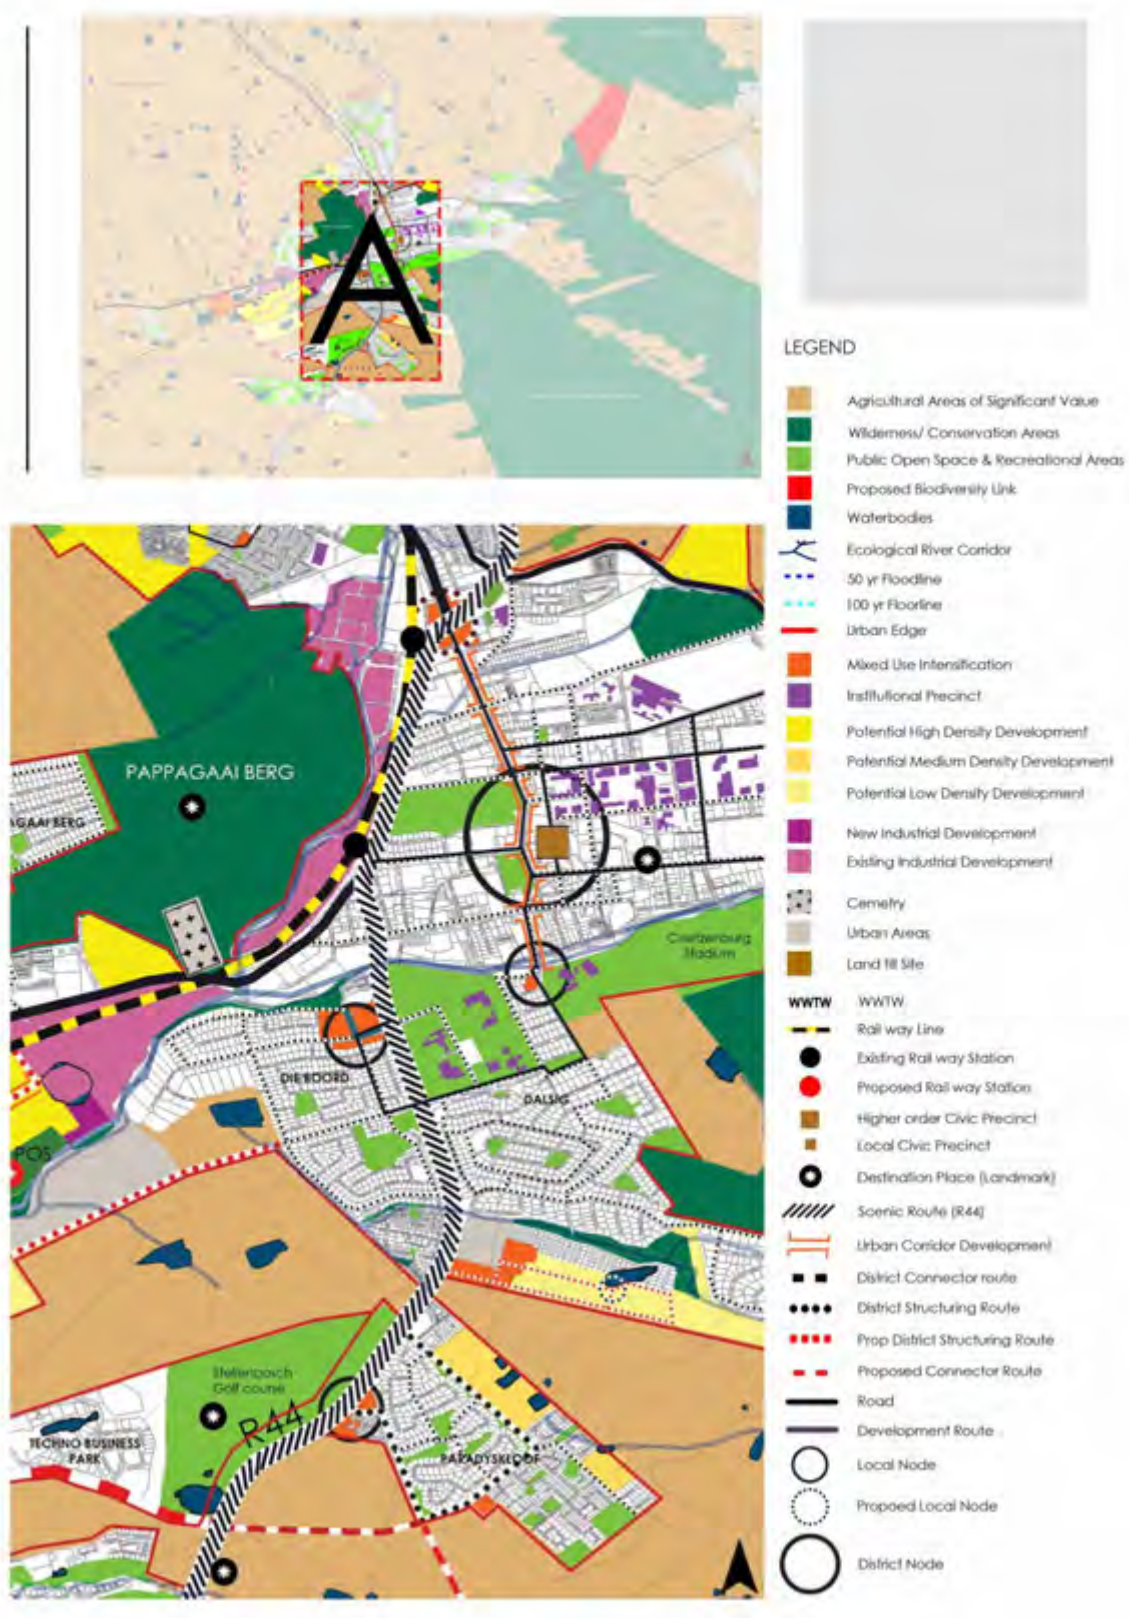 A
LEGEND
Agricultural Areas of Significant Value
Wilderness/ Conservation Areas
Public Open Space & Recreational Areas
Proposed Biodiversity Link
Waterbodies
Ecological River Corridor
50 yr Floodline
100 yr Floorline
Urban Edge
Mixed Use Intensification
Institutional Precinct
Potential High Density Development
Potential Medium Density Development
Potential Low Density Development
New Industrial Development
Existing Industrial Development
Cemetry
Urban Areas
Land fill Site
WWTW WWTW
Rail way Line
Existing Rail way Station
Proposed Rail way Station
Higher order Civic Precinct
Local Civic Precinct
Destination Place (Landmark)
Scenic Route (R44)
Urban Corridor Development
District Connector route
District Structuring Route
Prop District Structuring Route
Proposed Connector Route
Road
Development Route
Local Node
Propoed Local Node
District Node
PAPPAGAAI BERG
AGAAI BERG
Coetzenburg
Stadium
DIE BOORD
DALSIG
POS
Stellenbosch
Golf course
R44
TECHNO BUSINESS
PARK
PARADYSKLOOF